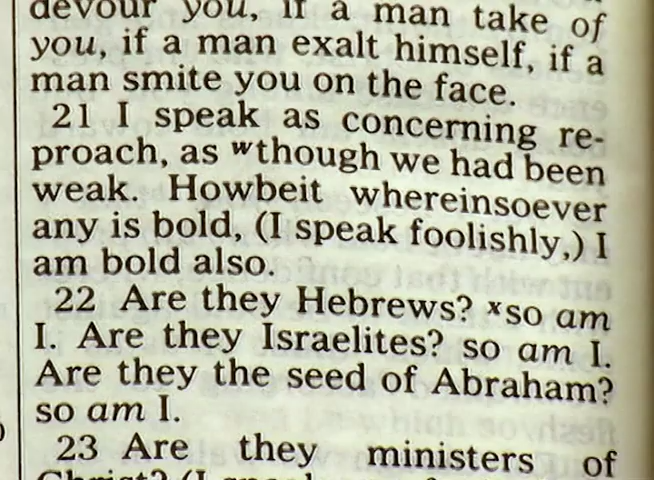 devour you, if a man take of
you, if a man exalt himself, if a
man smite you on the face.
21 I speak as concerning re-
proach, as wthough we had been
weak. Howbeit whereinsoever
any is bold, (I speak foolishly,) I
am bold also.
22 Are they Hebrews? xso am
I. Are they Israelites? so am I.
Are they the seed of Abraham?
so am I.
23 Are they ministers of
Christ? (I speak